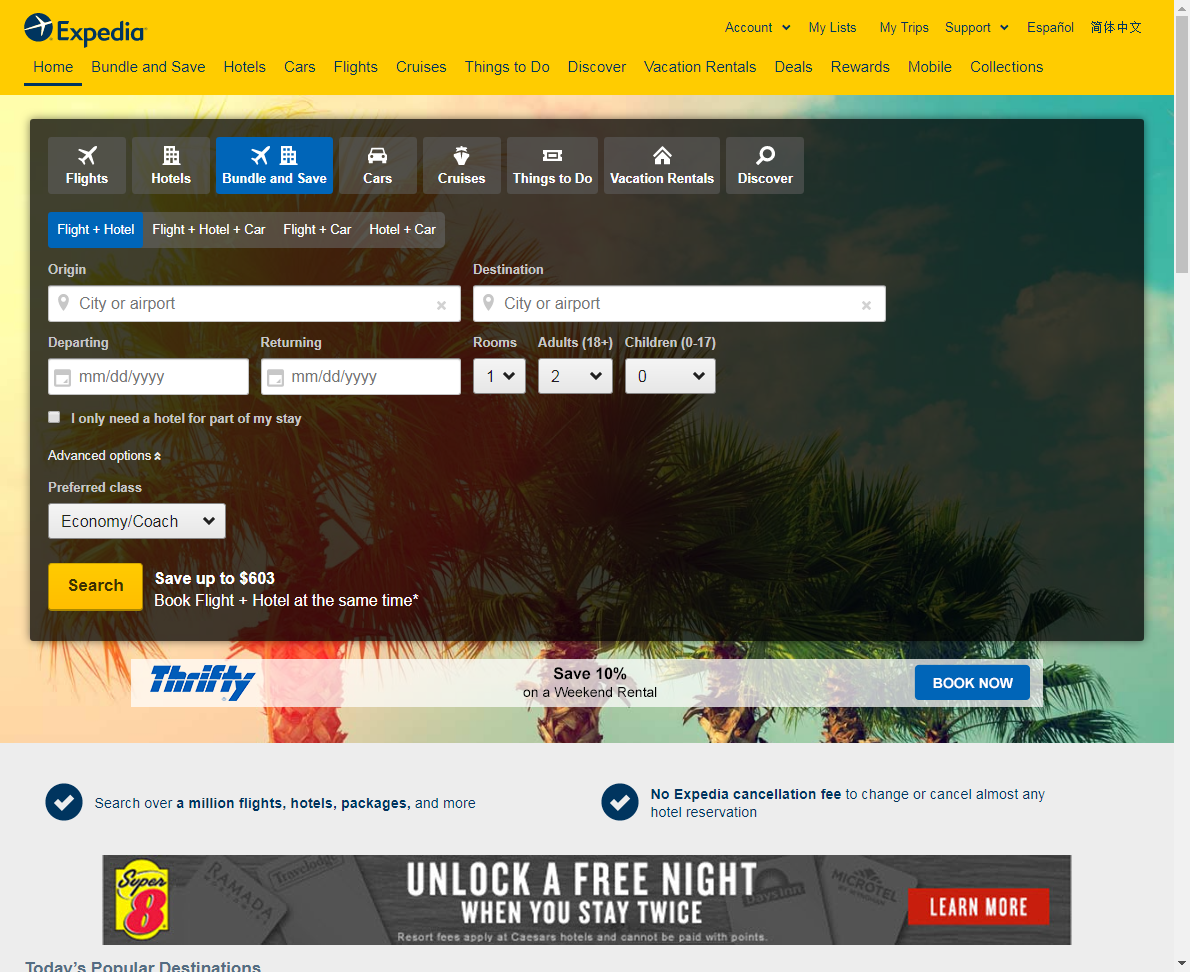 Expedia
Account My Lists My Trips Support Español 简体中文
Home Bundle and Save Hotels Cars Flights Cruises Things to Do Discover Vacation Rentals Deals Rewards Mobile Collections
Flights Hotels Bundle and Save Cars Cruises Things to Do Vacation Rentals Discover
Flight + Hotel Flight + Hotel + Car Flight + Car Hotel + Car
Origin Destination
City or airport City or airport
Departing Returning Rooms Adults (18+) Children (0-17)
mm/dd/yyyy mm/dd/yyyy 1 2 0
I only need a hotel for part of my stay
Advanced options
Preferred class
Economy/Coach
Search
Save up to $603
Book Flight + Hotel at the same time*
Thrifty
Save 10%
on a Weekend Rental
BOOK NOW
Search over a million flights, hotels, packages, and more
No Expedia cancellation fee to change or cancel almost any
hotel reservation
Super 8
RAMADA
Travelodge
UNLOCK A FREE NIGHT
WHEN YOU STAY TWICE
Resort fees apply at Caesars hotels and cannot be paid with points.
Days Inn
MICROTEL
LEARN MORE
Today's Popular Destinations